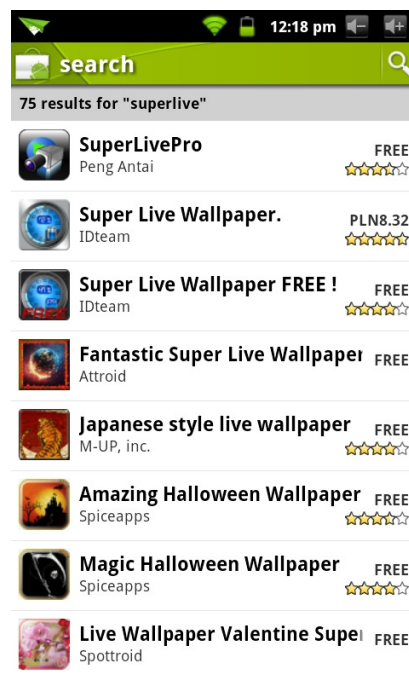 12:18 pm
search
75 results for "superlive"
SuperLivePro
FREE
Peng Antai
Super Live Wallpaper.
PLN8.32
IDteam
Super Live Wallpaper FREE !
FREE
IDteam
FREE
Fantastic Super Live Wallpaper
FREE
Attroid
Japanese style live wallpaper
FREE
M-UP, inc.
Amazing Halloween Wallpaper
FREE
Spiceapps
Magic Halloween Wallpaper
FREE
Spiceapps
Live Wallpaper Valentine Supe
FREE
Spottroid